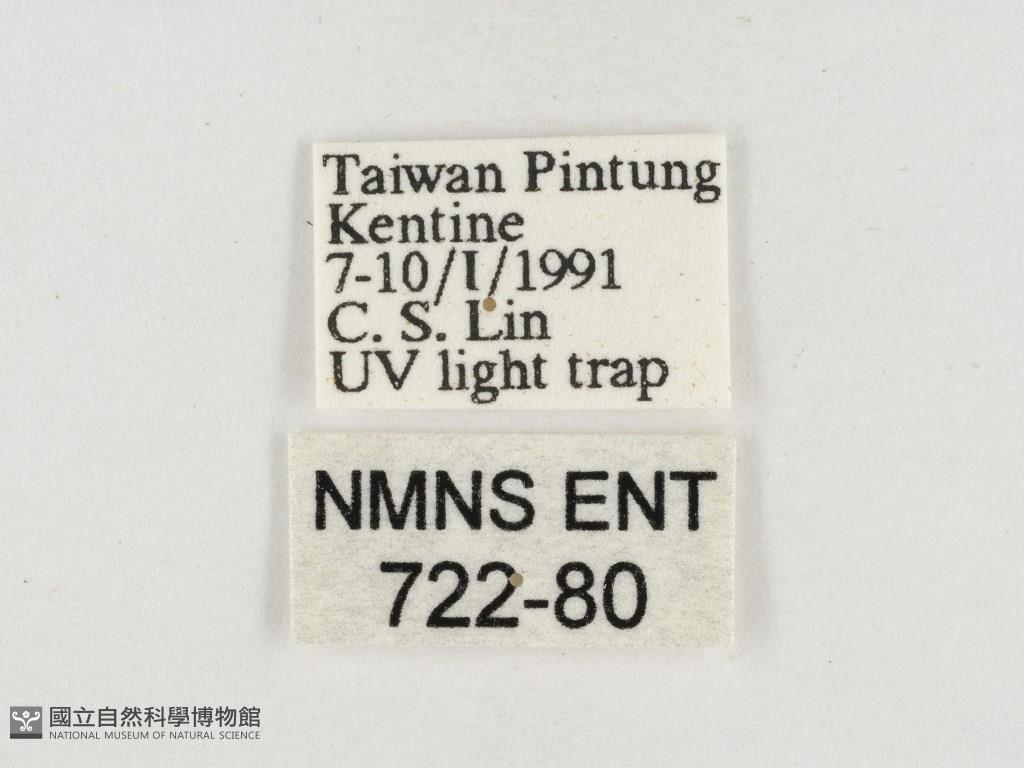 Taiwan Pintung
Kentine
7-10/I/1991
C. S. Lin
UV light trap
NMNS ENT
722-80
國立自然科學博物館
NATIONAL MUSEUM OF NATURAL SCIENCE